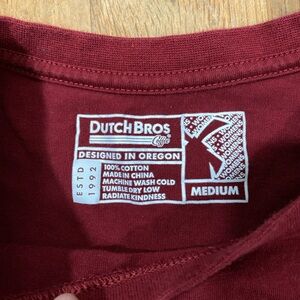 DUTCH BROS
DESIGNED IN OREGON
ESTD
1992
100% COTTON
MADE IN CHINA
MACHINE WASH COLD
TUMBLE DRY LOW
RADIATE KINDNESS
MEDIUM